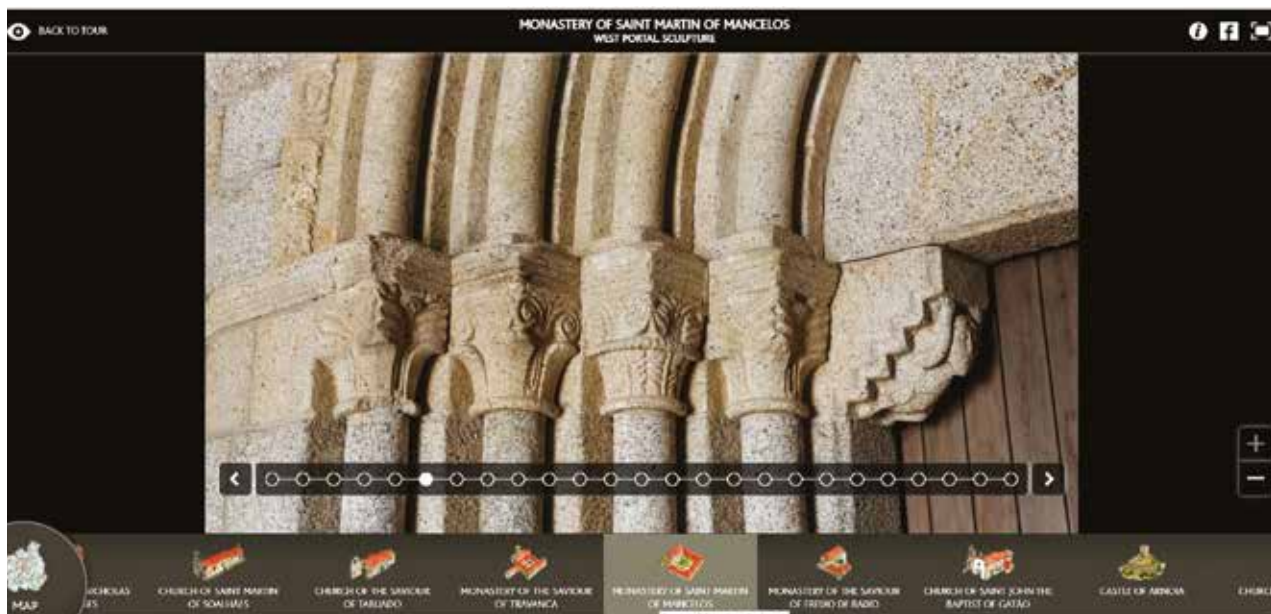 BACK TO TOUR
MONASTERY OF SAINT MARTIN OF MANCELOS
WEST PORTAL SCULPTURE
MAP
CHURCH OF SAINT MARTIN
OF SOALHÃES
CHURCH OF THE SAVIOUR
OF TABUADO
MONASTERY OF THE SAVIOUR
OF TRAVANCA
MONASTERY OF SAINT MARTIN
OF MANCELOS
MONASTERY OF THE SAVIOUR
OF FREIXO DE BAIXO
CHURCH OF SAINT JOHN THE
BAPTIST OF GATÃO
CASTLE OF ARNOIA